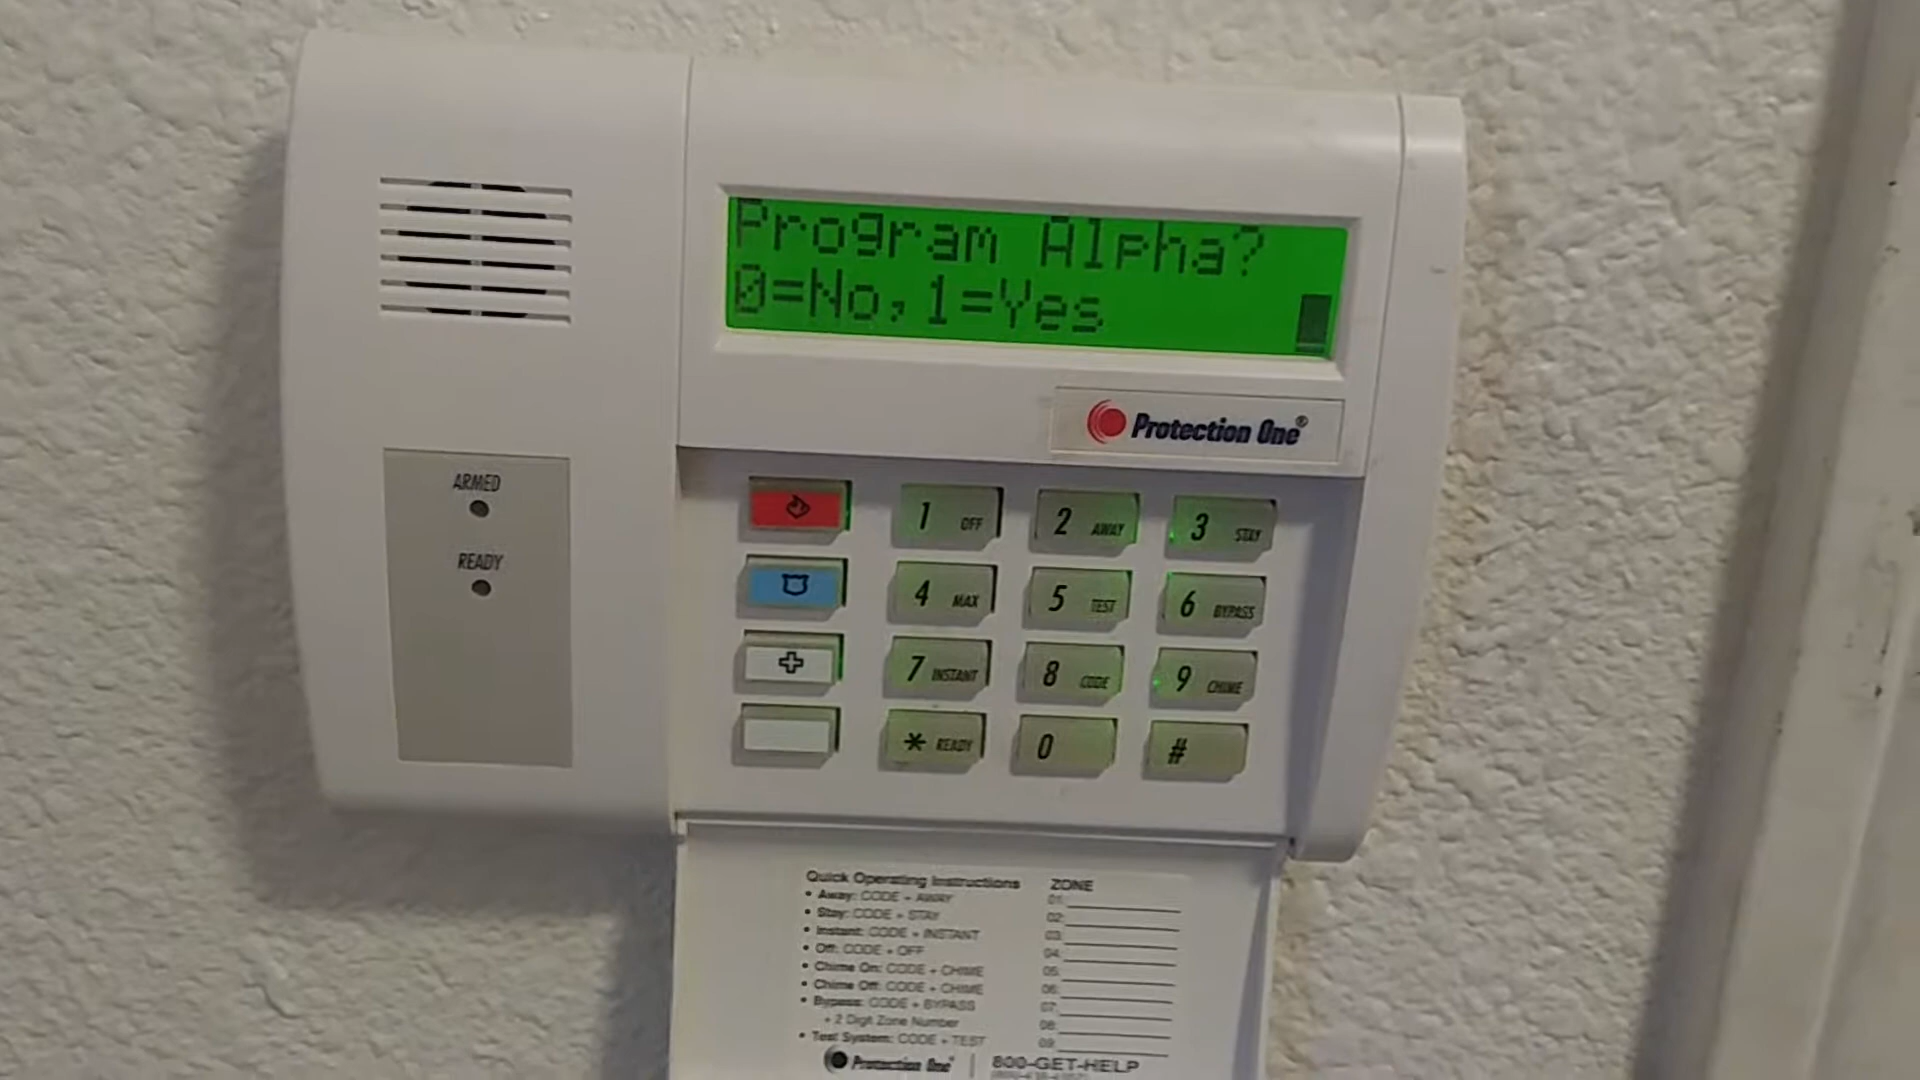 Program Alpha?
0=No,1=Yes
Protection One®
ARMED
READY
1 OFF
2 AWAY
3 STAY
4 MAX
5 TEST
6 BYPASS
7 INSTANT
8 CODE
9 CHIME
* READY
0
#
Quick Operating Instructions
• Away: CODE + AWAY
• Stay: CODE + STAY
• Instant: CODE + INSTANT
• Off: CODE + OFF
• Chime On: CODE + CHIME
• Chime Off: CODE + CHIME
• Bypass: CODE + BYPASS
+ 2 Digit Zone Number
• Test System: CODE + TEST
ZONE
01:
02:
03:
04:
05:
06:
07:
08:
09:
Protection One®
800-GET-HELP